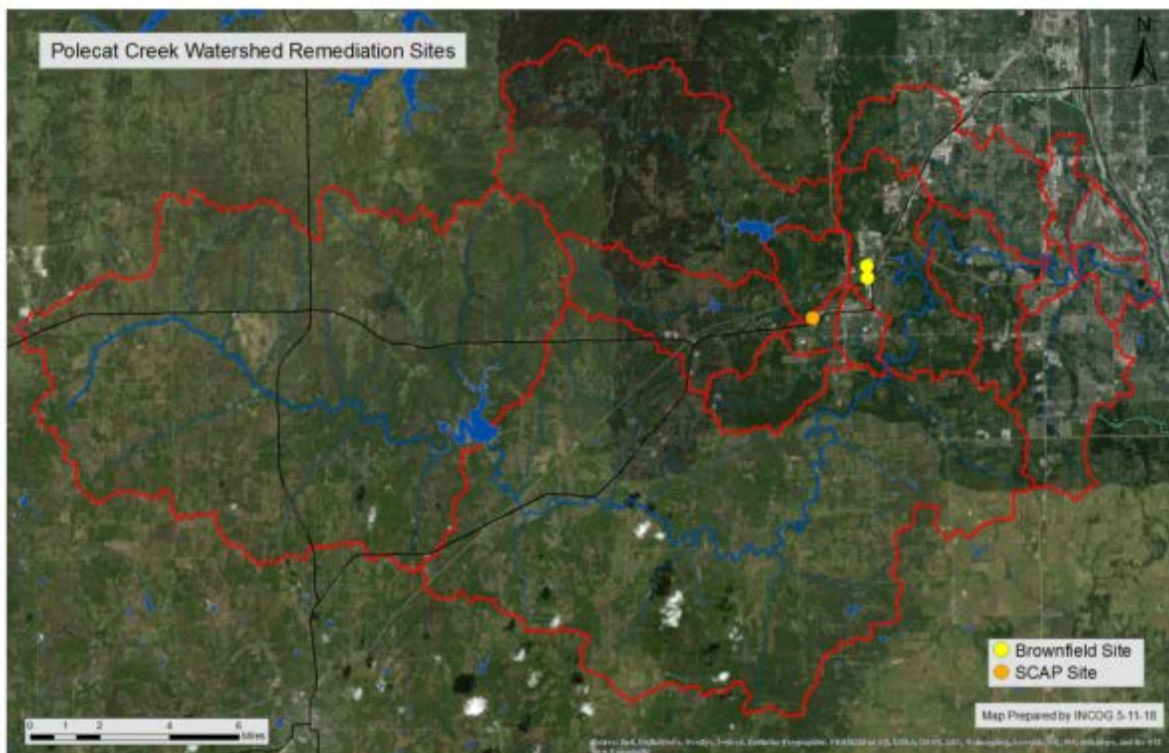 Polecat Creek Watershed Remediation Sites
N
Brownfield Site
SCAP Site
Map Prepared by INCOG 5-11-18
0 1 2 4 6
Miles